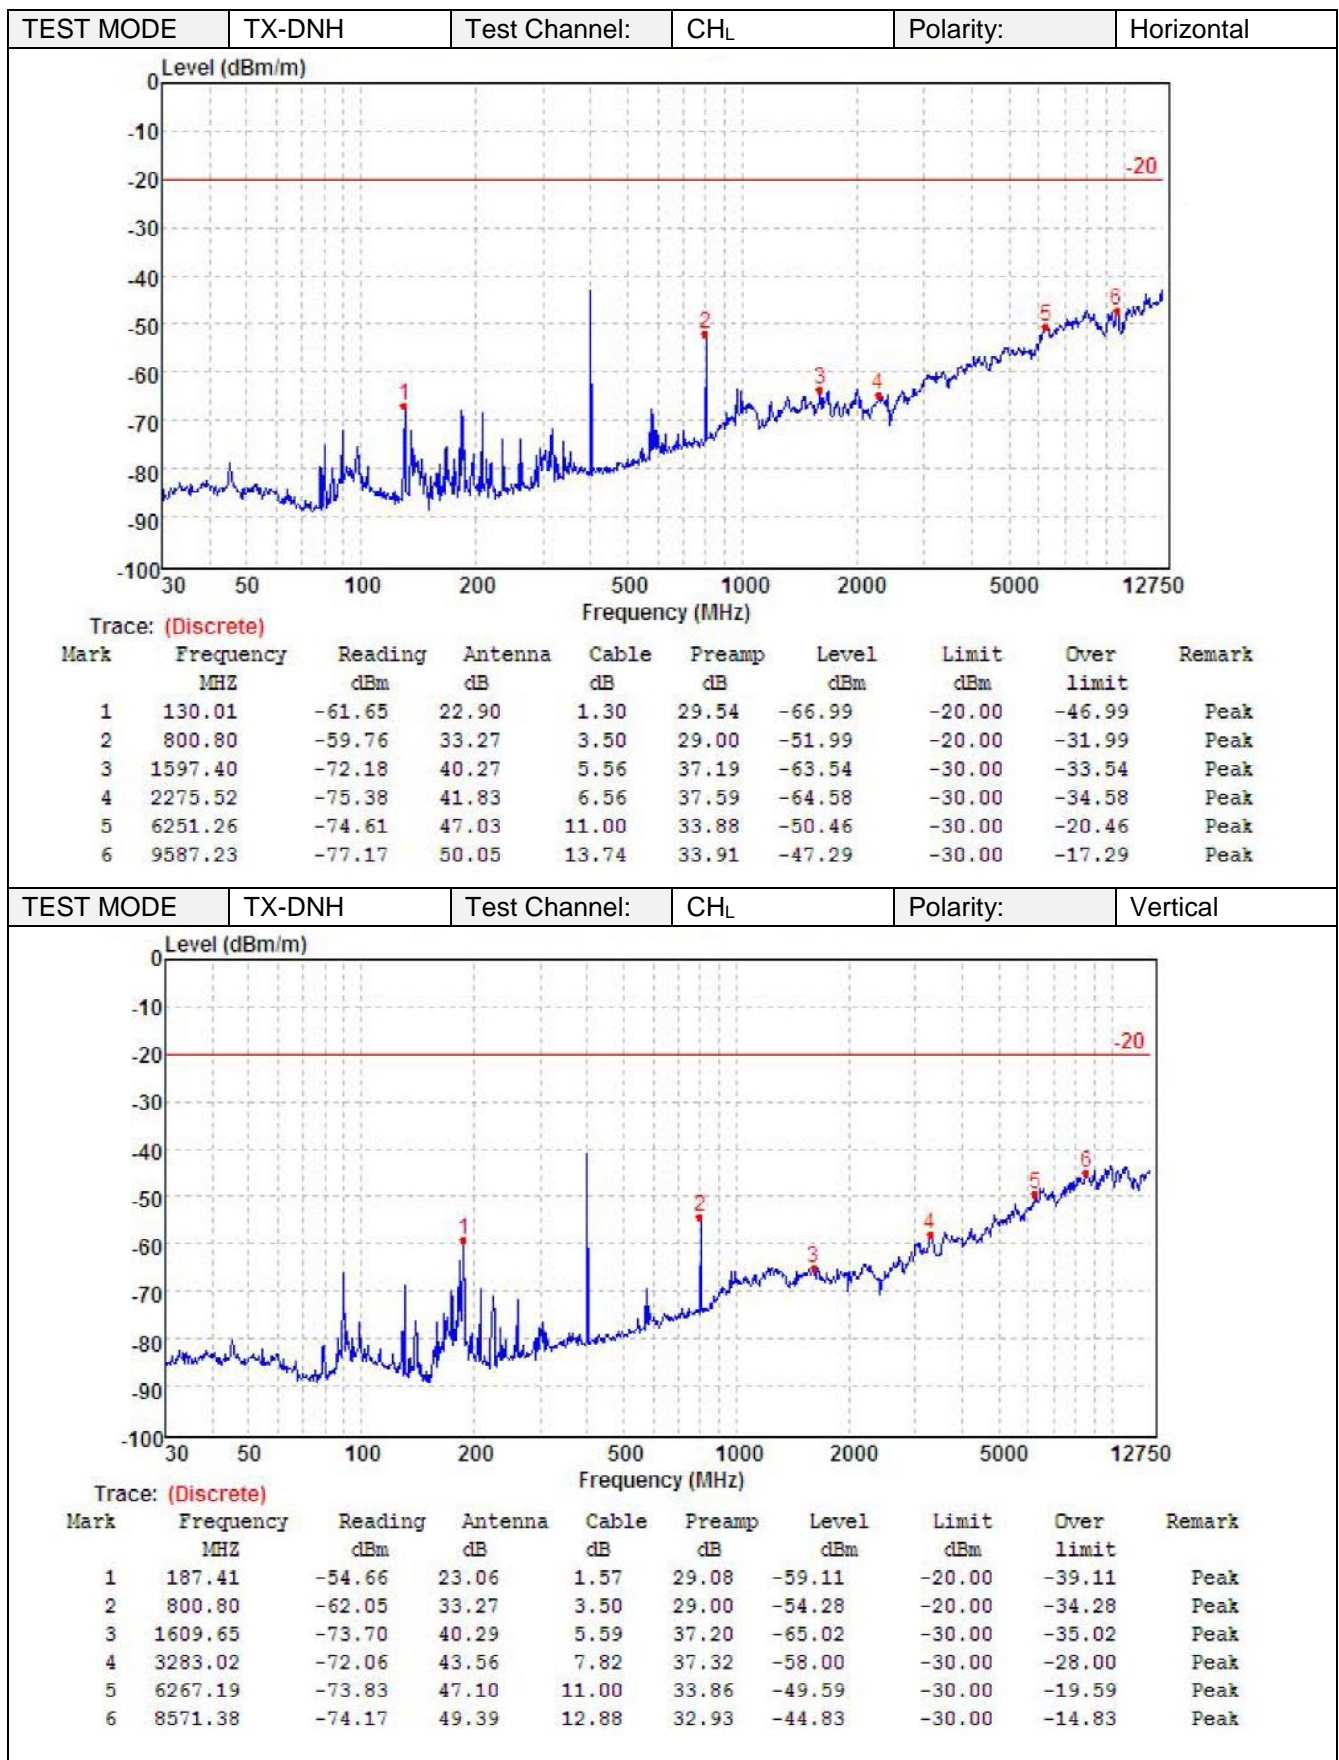 TEST MODE TX-DNH Test Channel: CHL Polarity: Horizontal
Level (dBm/m)
0
-10
-20
-20
-30
-40
-50
-60
-70
-80
-90
-100
1 2 3 4 5 6
30 50 100 200 500 1000 2000 5000 12750
Frequency (MHz)
Trace: (Discrete)
Mark Frequency Reading Antenna Cable Preamp Level Limit Over Remark
MHZ dBm dB dB dB dBm dBm limit
1 130.01 -61.65 22.90 1.30 29.54 -66.99 -20.00 -46.99 Peak
2 800.80 -59.76 33.27 3.50 29.00 -51.99 -20.00 -31.99 Peak
3 1597.40 -72.18 40.27 5.56 37.19 -63.54 -30.00 -33.54 Peak
4 2275.52 -75.38 41.83 6.56 37.59 -64.58 -30.00 -34.58 Peak
5 6251.26 -74.61 47.03 11.00 33.88 -50.46 -30.00 -20.46 Peak
6 9587.23 -77.17 50.05 13.74 33.91 -47.29 -30.00 -17.29 Peak
TEST MODE TX-DNH Test Channel: CHL Polarity: Vertical
Level (dBm/m)
0
-10
-20
-20
-30
-40
-50
-60
-70
-80
-90
-100
1 2 3 4 5 6
30 50 100 200 500 1000 2000 5000 12750
Frequency (MHz)
Trace: (Discrete)
Mark Frequency Reading Antenna Cable Preamp Level Limit Over Remark
MHZ dBm dB dB dB dBm dBm limit
1 187.41 -54.66 23.06 1.57 29.08 -59.11 -20.00 -39.11 Peak
2 800.80 -62.05 33.27 3.50 29.00 -54.28 -20.00 -34.28 Peak
3 1609.65 -73.70 40.29 5.59 37.20 -65.02 -30.00 -35.02 Peak
4 3283.02 -72.06 43.56 7.82 37.32 -58.00 -30.00 -28.00 Peak
5 6267.19 -73.83 47.10 11.00 33.86 -49.59 -30.00 -19.59 Peak
6 8571.38 -74.17 49.39 12.88 32.93 -44.83 -30.00 -14.83 Peak